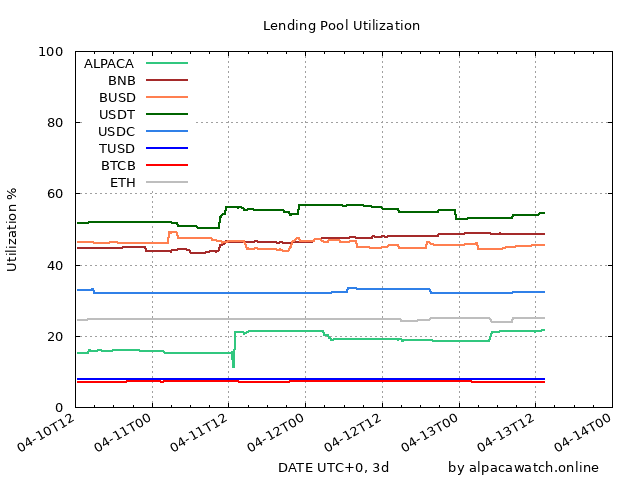 Lending Pool Utilization
100
80
60
40
20
0
Utilization %
ALPACA
BNB
BUSD
USDT
USDC
TUSD
BTCB
ETH
04-10T12
04-11T00
04-11T12
04-12T00
04-12T12
04-13T00
04-13T12
04-14T00
DATE UTC+0, 3d
by alpacawatch.online